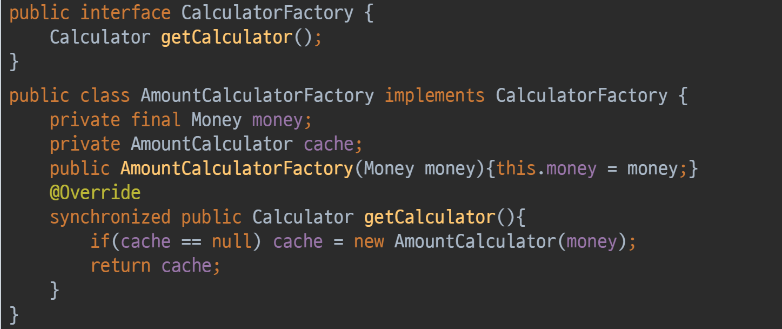 public interface CalculatorFactory {
    Calculator getCalculator();
}
public class AmountCalculatorFactory implements CalculatorFactory {
    private final Money money;
    private AmountCalculator cache;
    public AmountCalculatorFactory(Money money){this.money = money;}
    @Override
    synchronized public Calculator getCalculator(){
        if(cache == null) cache = new AmountCalculator(money);
        return cache;
    }
}